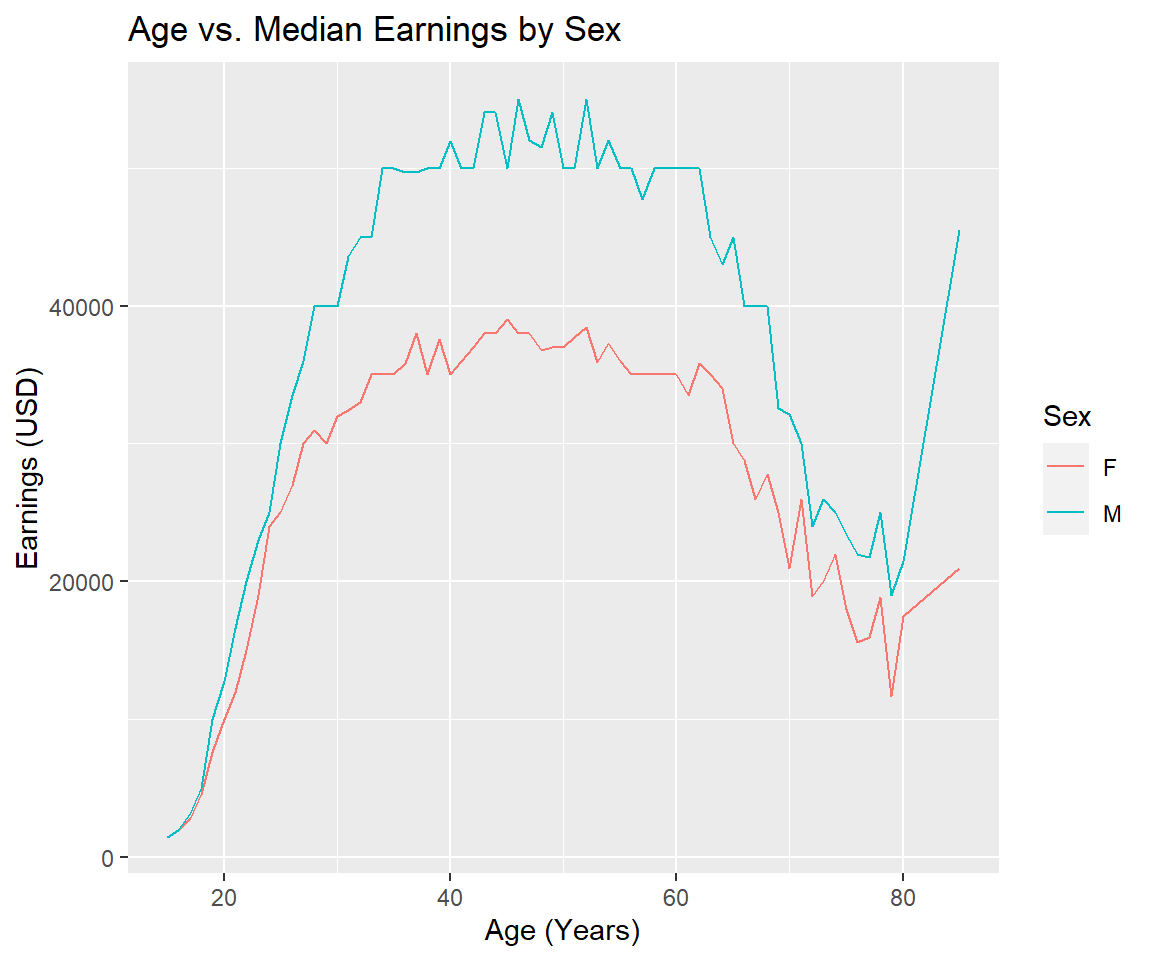 Age vs. Median Earnings by Sex
Earnings (USD)
40000
20000
0
20 40 60 80
Age (Years)
Sex
F
M